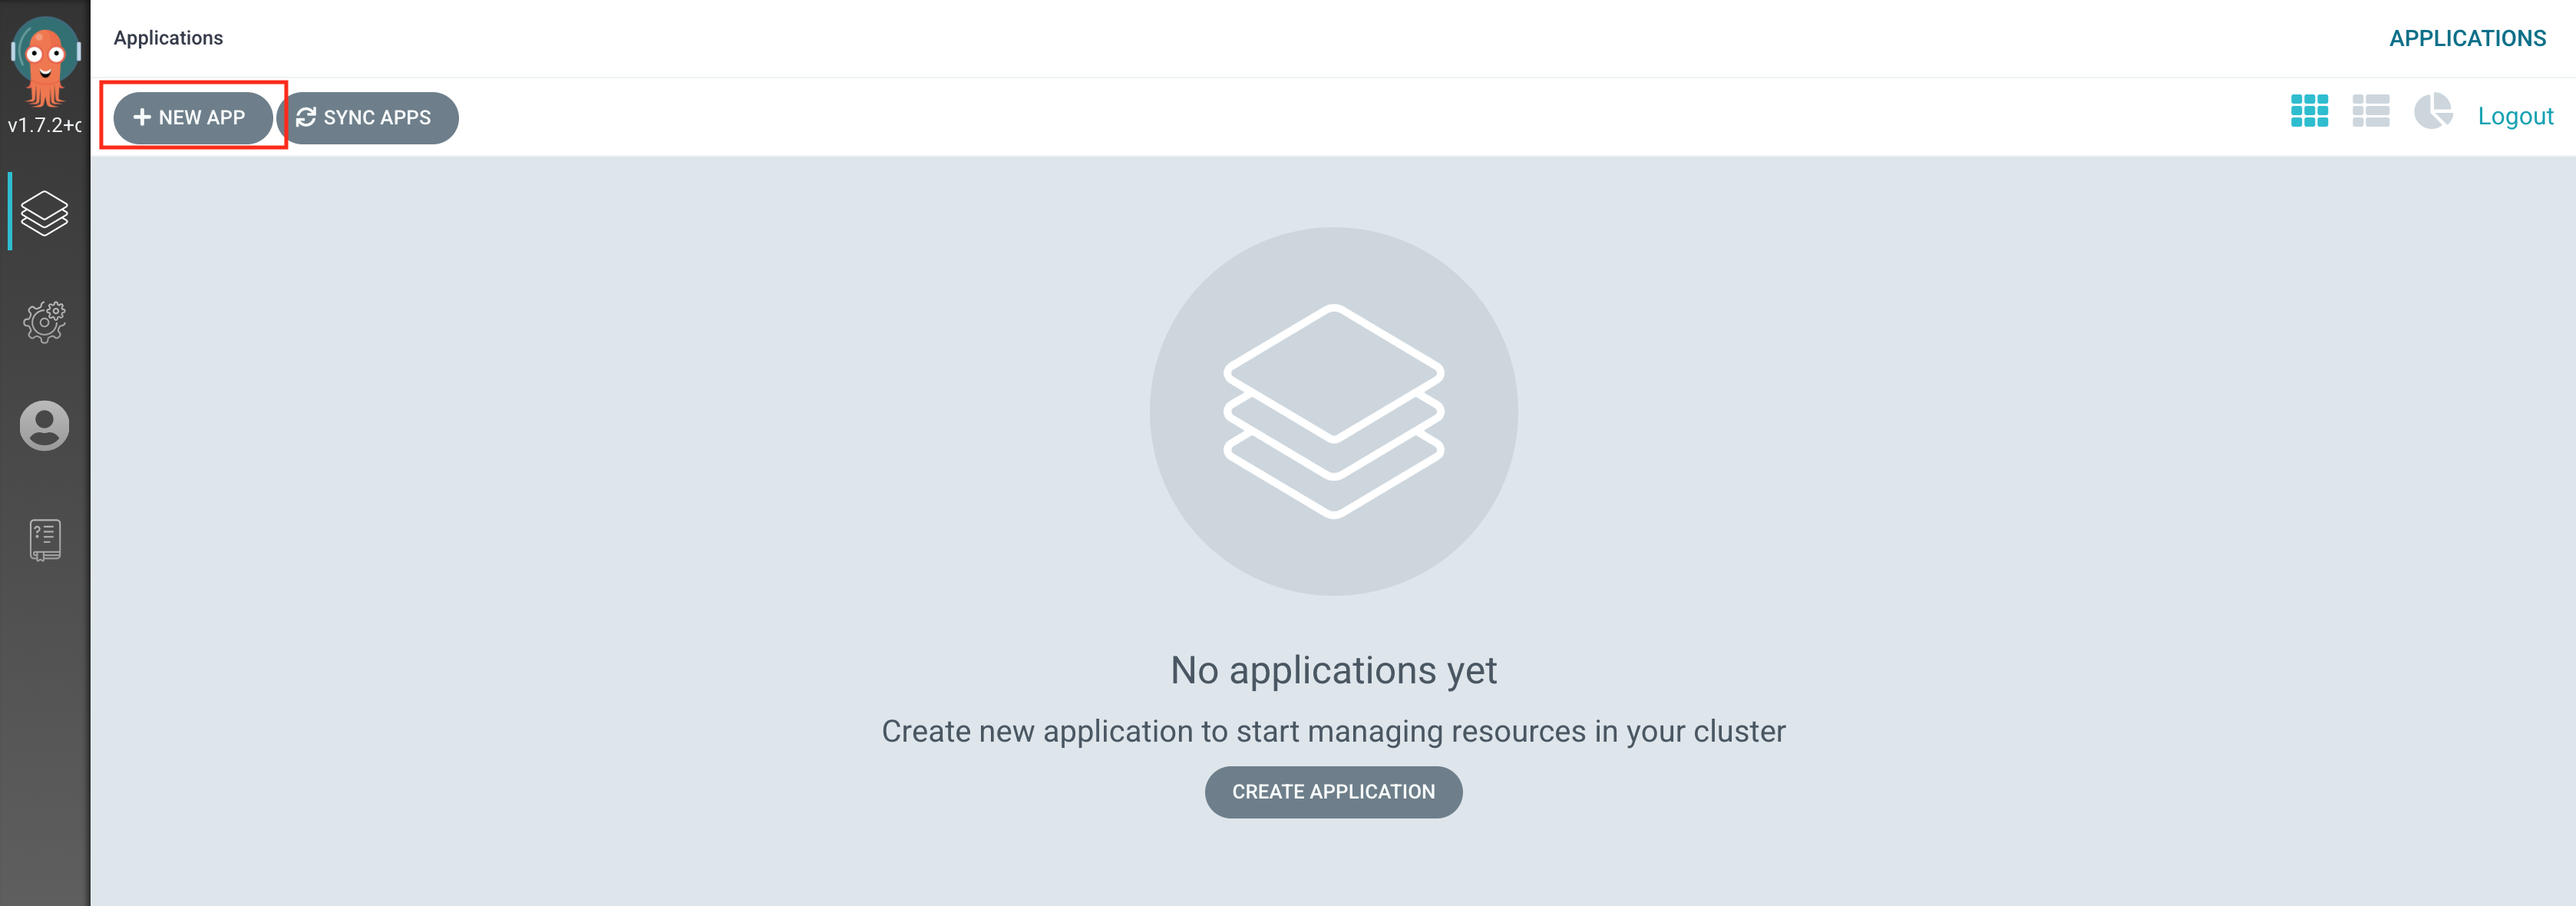 Applications
APPLICATIONS
v1.7.2+c
NEW APP
SYNC APPS
Logout
No applications yet
Create new application to start managing resources in your cluster
CREATE APPLICATION